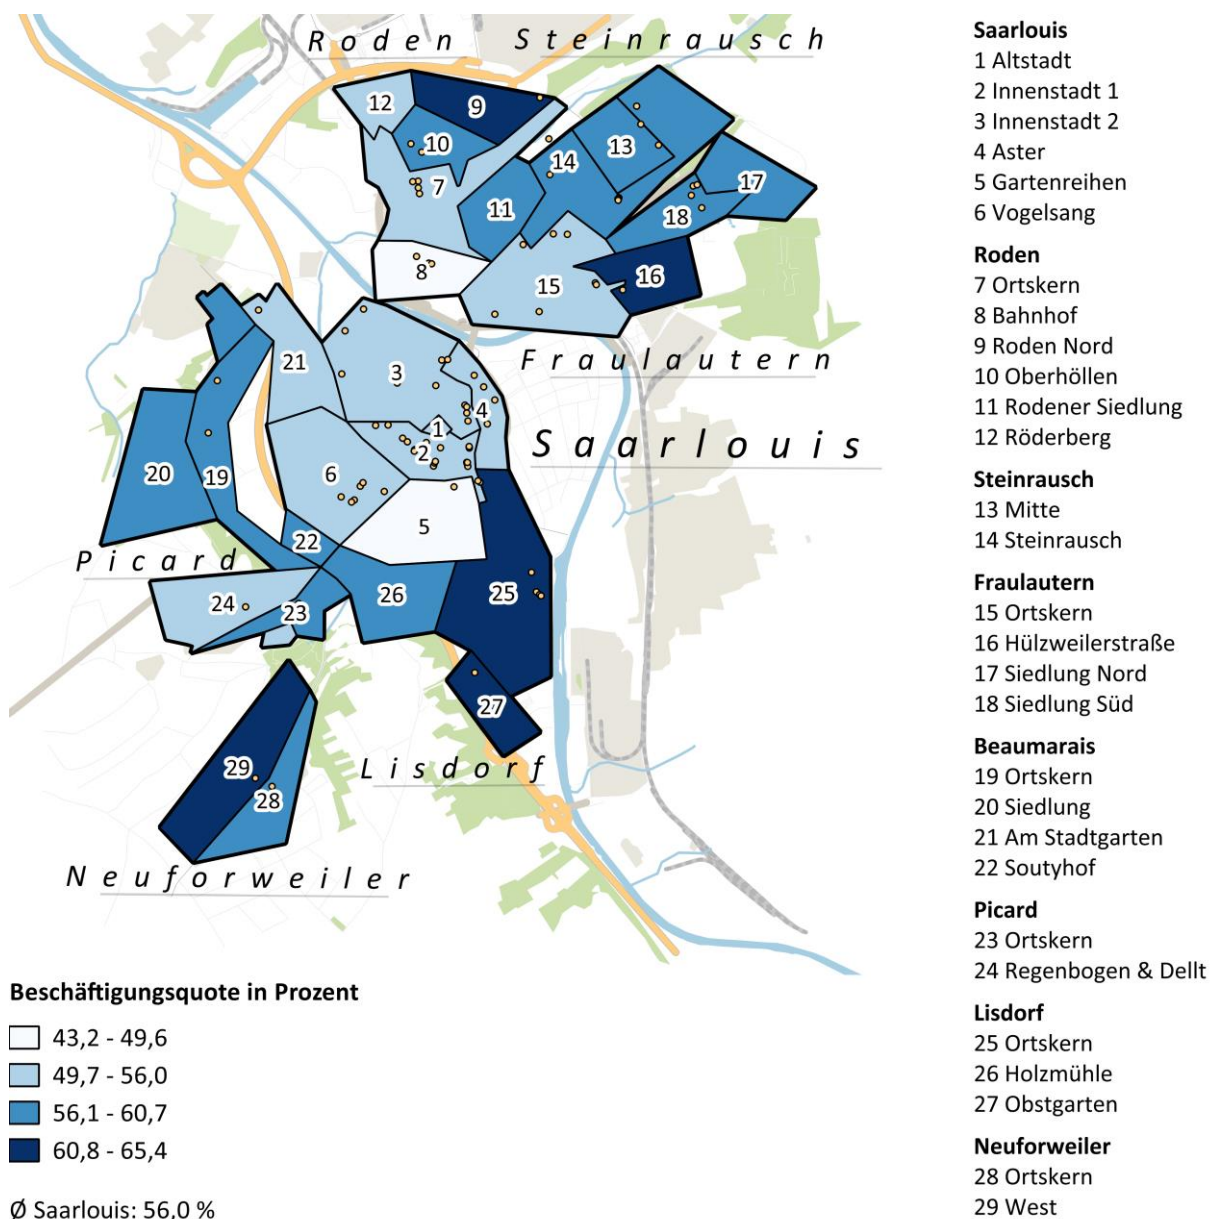 Roden
Steinrausch
12
9
10
7
14
13
17
11
18
8
15
16
Fraulautern
21
3
4
1
2
Saarlouis
20
19
6
5
22
Picard
24
23
26
25
27
Lisdorf
29
28
Neuforweiler
Beschäftigungsquote in Prozent
43,2 - 49,6
49,7 - 56,0
56,1 - 60,7
60,8 - 65,4
Ø Saarlouis: 56,0 %
Saarlouis
1 Altstadt
2 Innenstadt 1
3 Innenstadt 2
4 Aster
5 Gartenreihen
6 Vogelsang
Roden
7 Ortskern
8 Bahnhof
9 Roden Nord
10 Oberhöllen
11 Rodener Siedlung
12 Röderberg
Steinrausch
13 Mitte
14 Steinrausch
Fraulautern
15 Ortskern
16 Hülzweilerstraße
17 Siedlung Nord
18 Siedlung Süd
Beaumarais
19 Ortskern
20 Siedlung
21 Am Stadtgarten
22 Soutyhof
Picard
23 Ortskern
24 Regenbogen & Dellt
Lisdorf
25 Ortskern
26 Holzmühle
27 Obstgarten
Neuforweiler
28 Ortskern
29 West